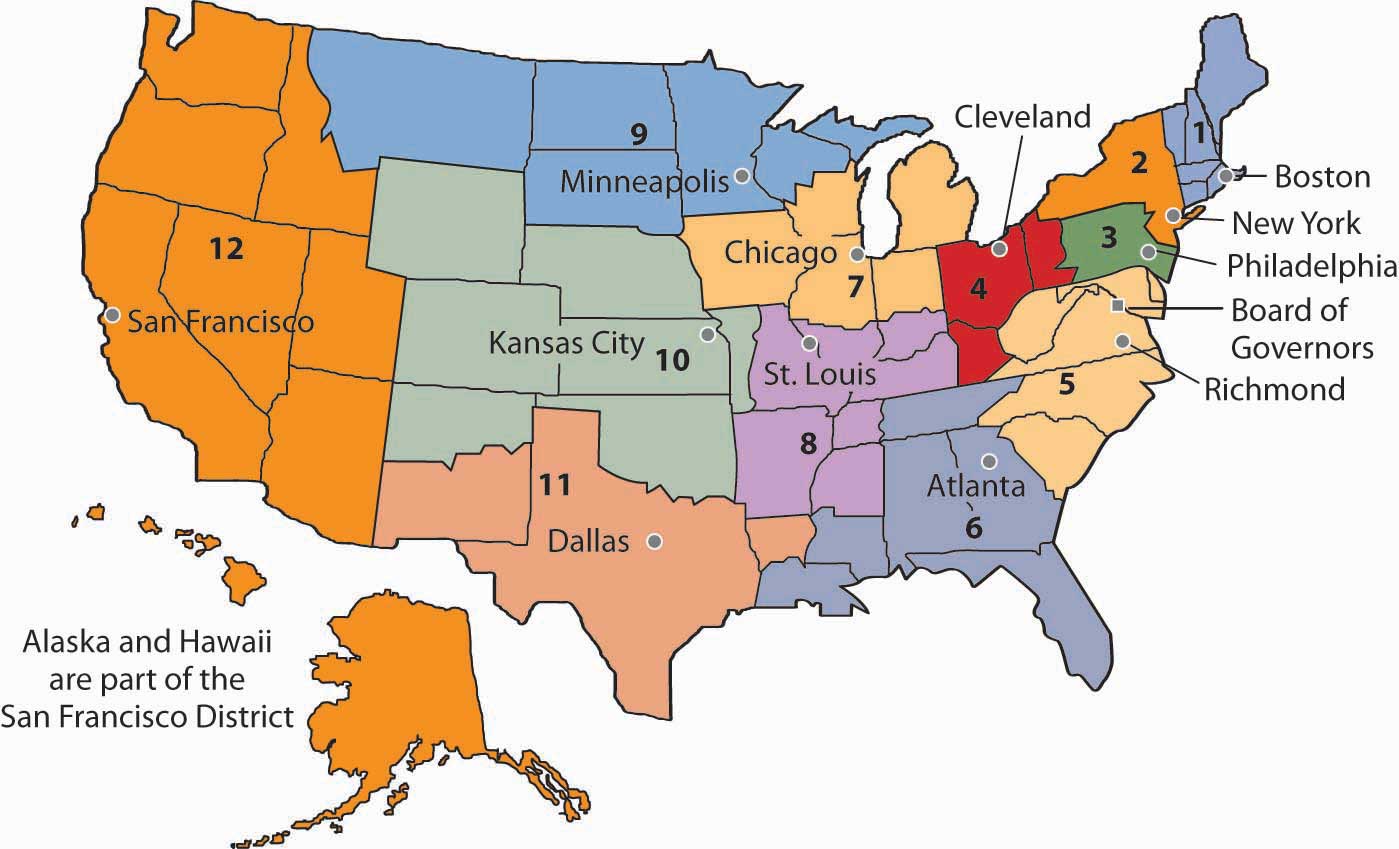 Cleveland
1
9
2
Boston
Minneapolis
New York
3
12
Chicago
Philadelphia
7
4
Board of
Governors
San Francisco
Kansas City
10
St. Louis
Richmond
5
8
11
Atlanta
6
Dallas
Alaska and Hawaii
are part of the
San Francisco District